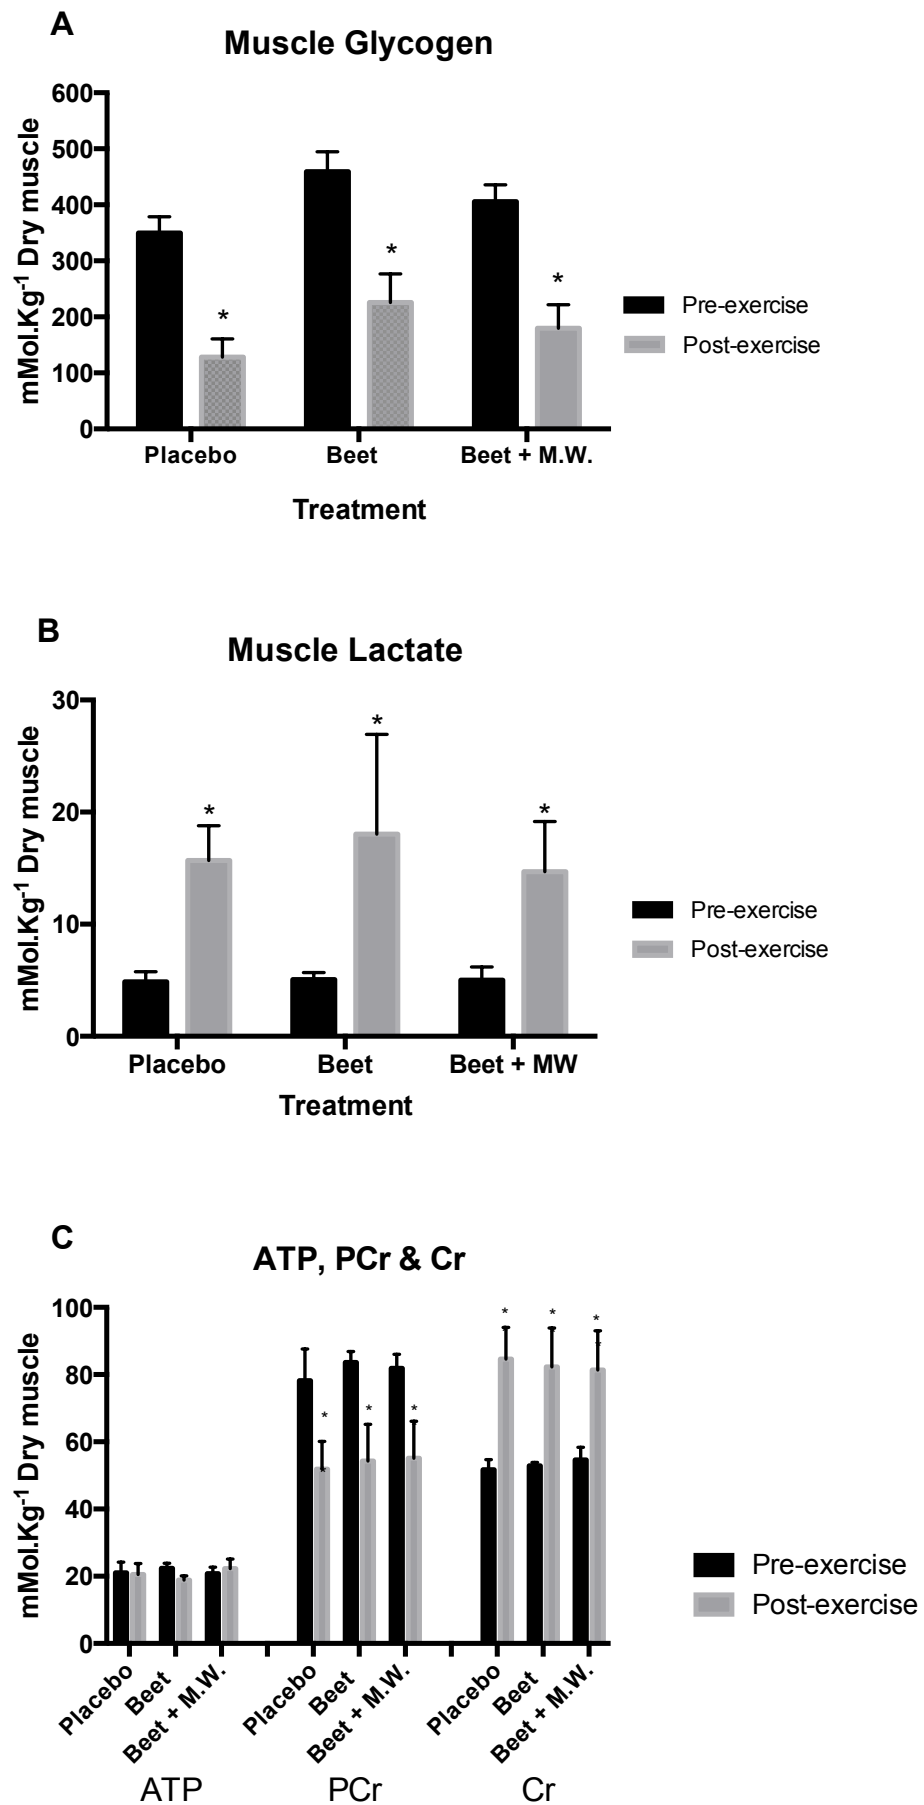 A
Muscle Glycogen
mMol.Kg-1 Dry muscle
600
500
400
300
200
100
0
*
*
*
Placebo
Beet
Beet + M.W.
Treatment
Pre-exercise
Post-exercise
B
Muscle Lactate
mMol.Kg-1 Dry muscle
30
20
10
0
*
*
*
Placebo
Beet
Beet + MW
Treatment
Pre-exercise
Post-exercise
C
ATP, PCr & Cr
mMol.Kg-1 Dry muscle
100
80
60
40
20
0
*
*
*
*
*
*
Placebo
Beet
Beet + M.W.
Placebo
Beet
Beet + M.W.
Placebo
Beet
Beet + M.W.
ATP
PCr
Cr
Pre-exercise
Post-exercise